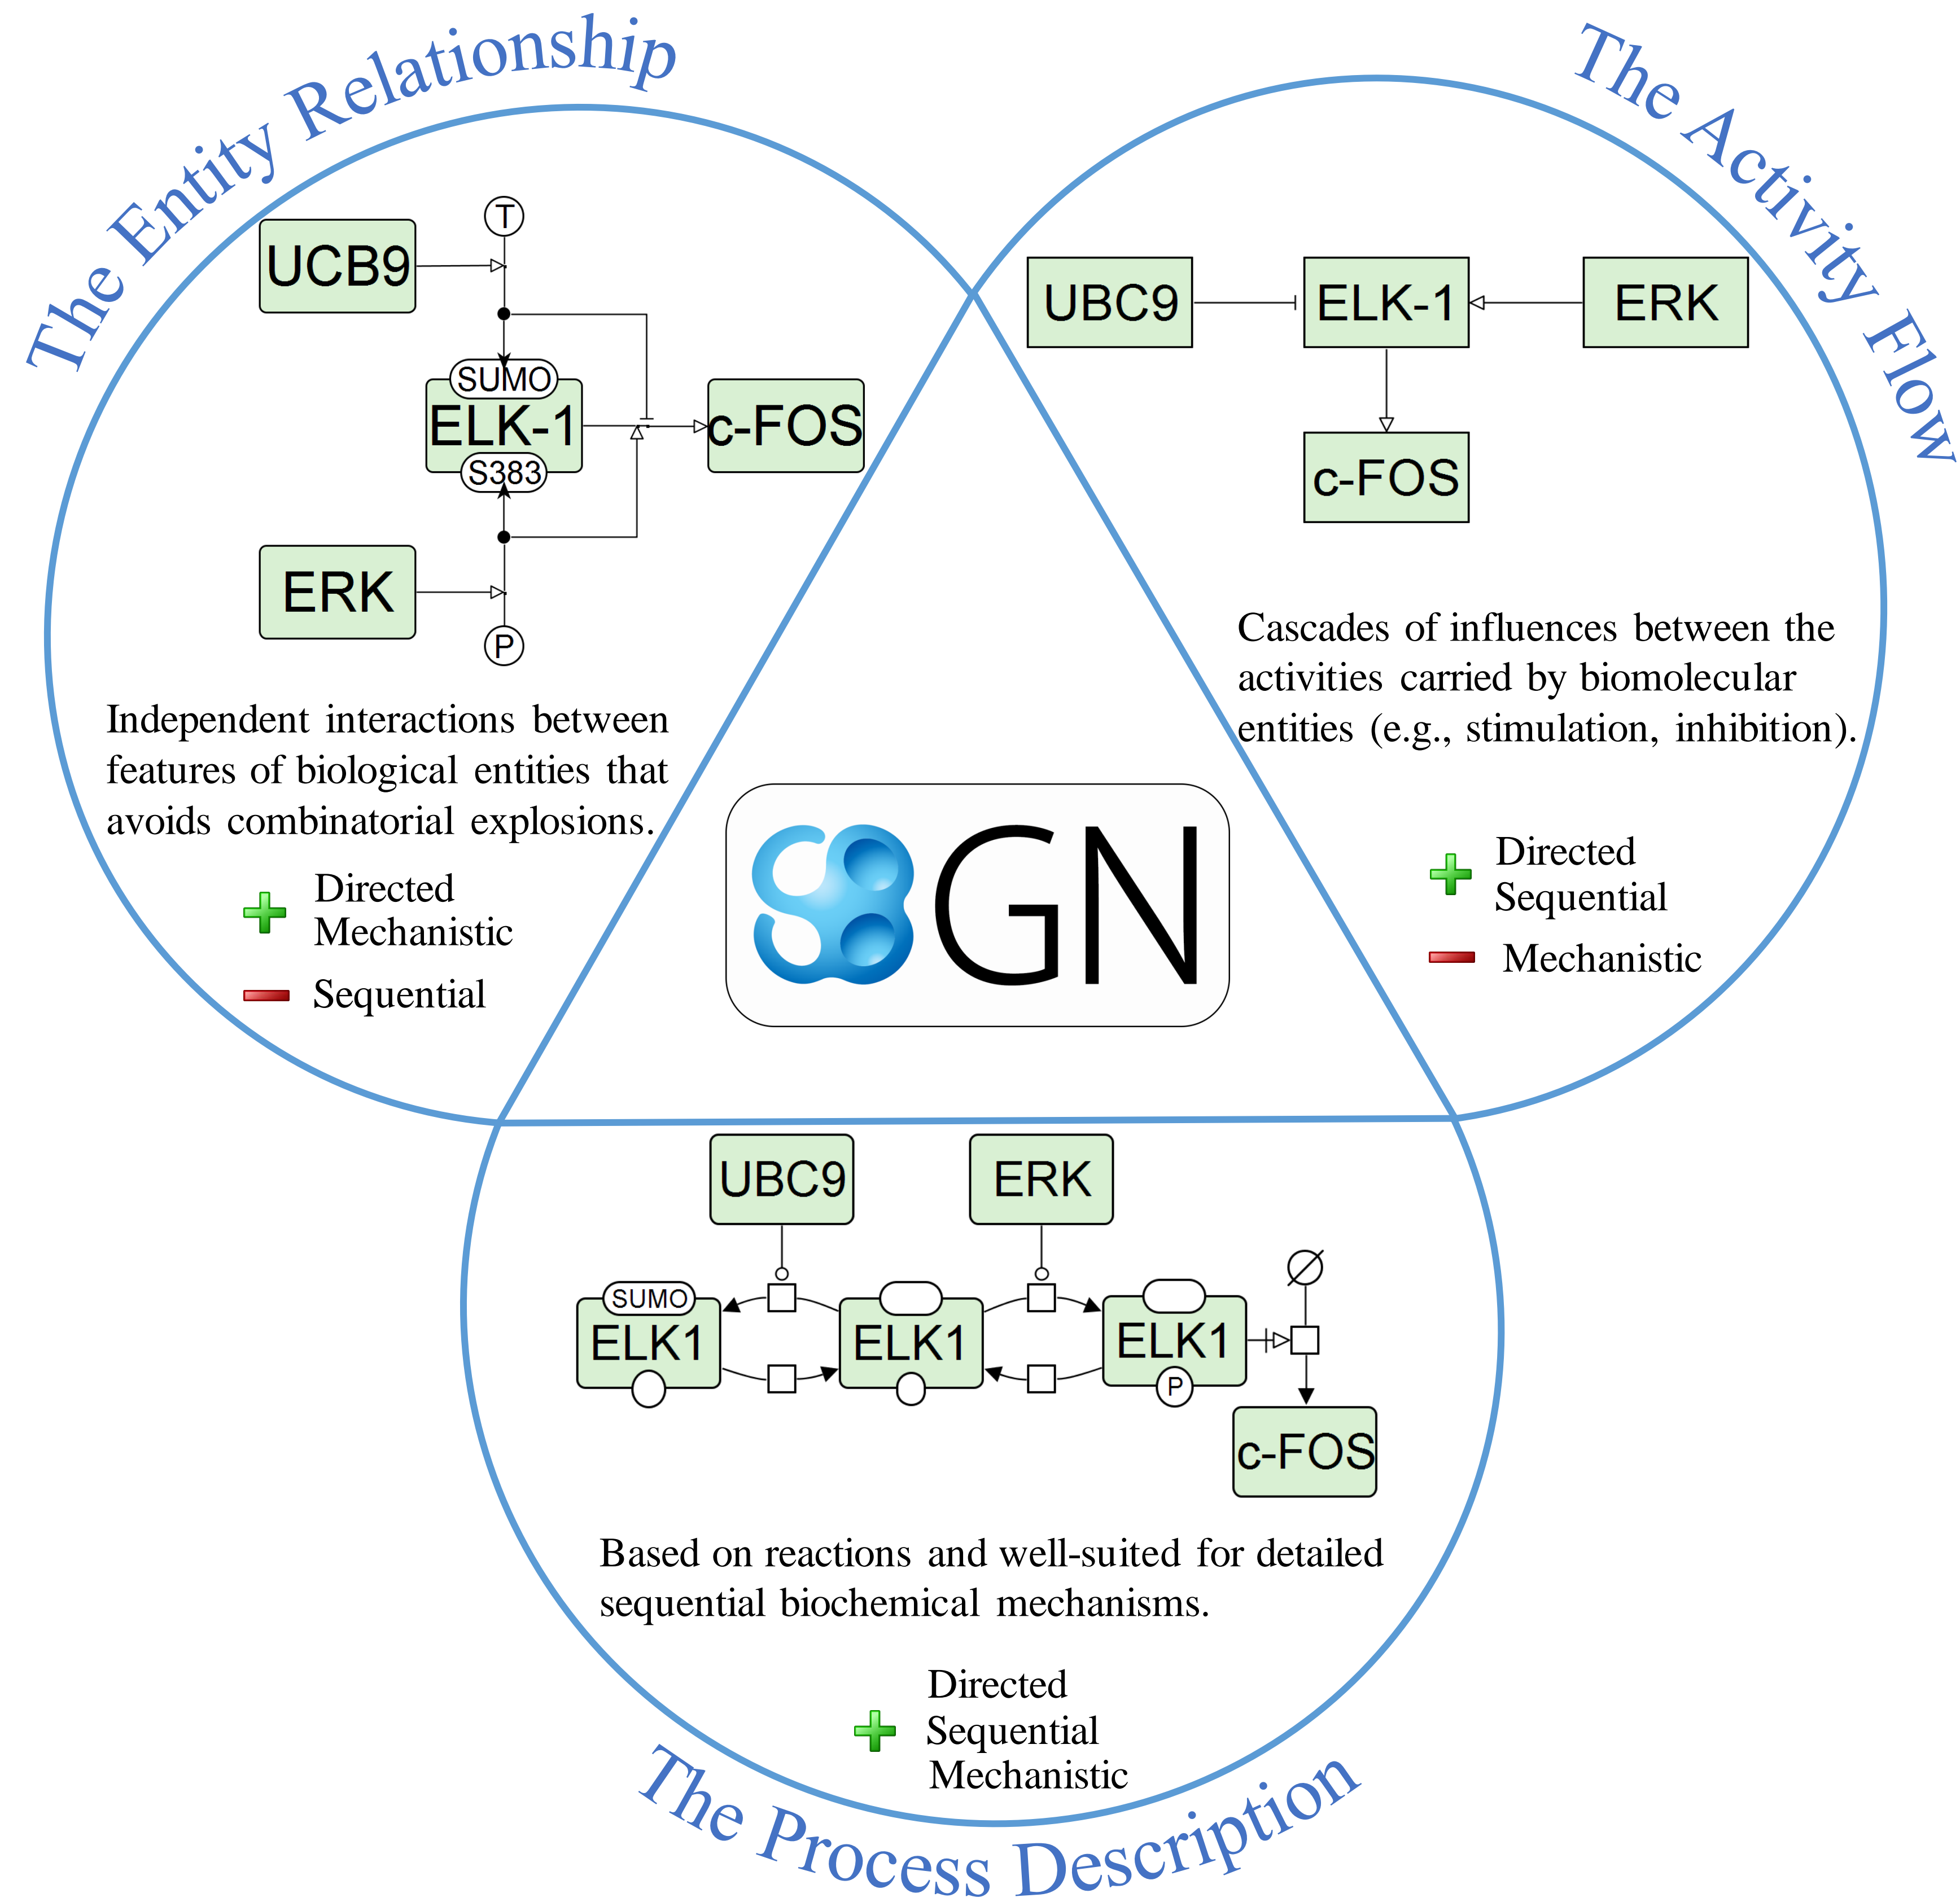 The Entity Relationship
T
UCB9
SUMO
ELK-1
c-FOS
S383
ERK
P
Independent interactions between
features of biological entities that
avoids combinatorial explosions.
Directed
Mechanistic
Sequential
The Activity Flow
UBC9
ELK-1
ERK
c-FOS
Cascades of influences between the
activities carried by biomolecular
entities (e.g., stimulation, inhibition).
Directed
Sequential
Mechanistic
SBGN
UBC9
ERK
SUMO
ELK1
ELK1
ELK1
P
c-FOS
Based on reactions and well-suited for detailed
sequential biochemical mechanisms.
Directed
Sequential
Mechanistic
The Process Description